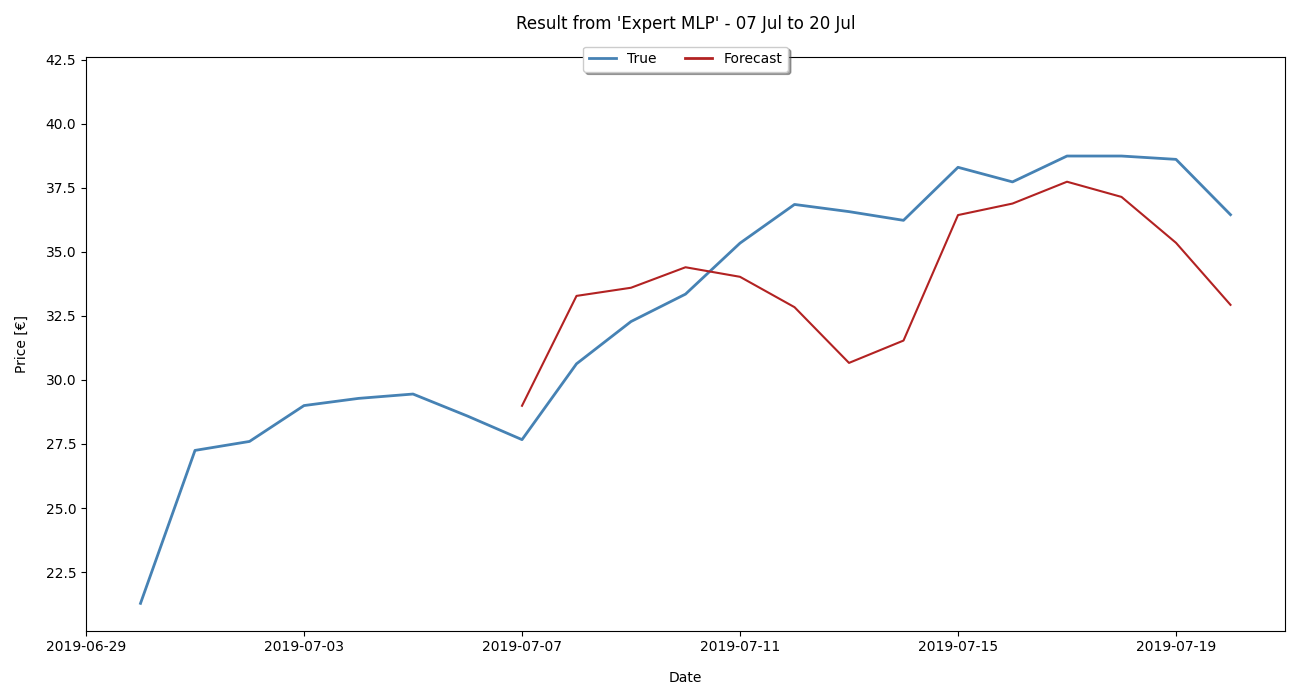 Result from 'Expert MLP' - 07 Jul to 20 Jul
True Forecast
42.5
40.0
37.5
35.0
32.5
30.0
27.5
25.0
22.5
Price [€]
2019-06-29 2019-07-03 2019-07-07 2019-07-11 2019-07-15 2019-07-19
Date